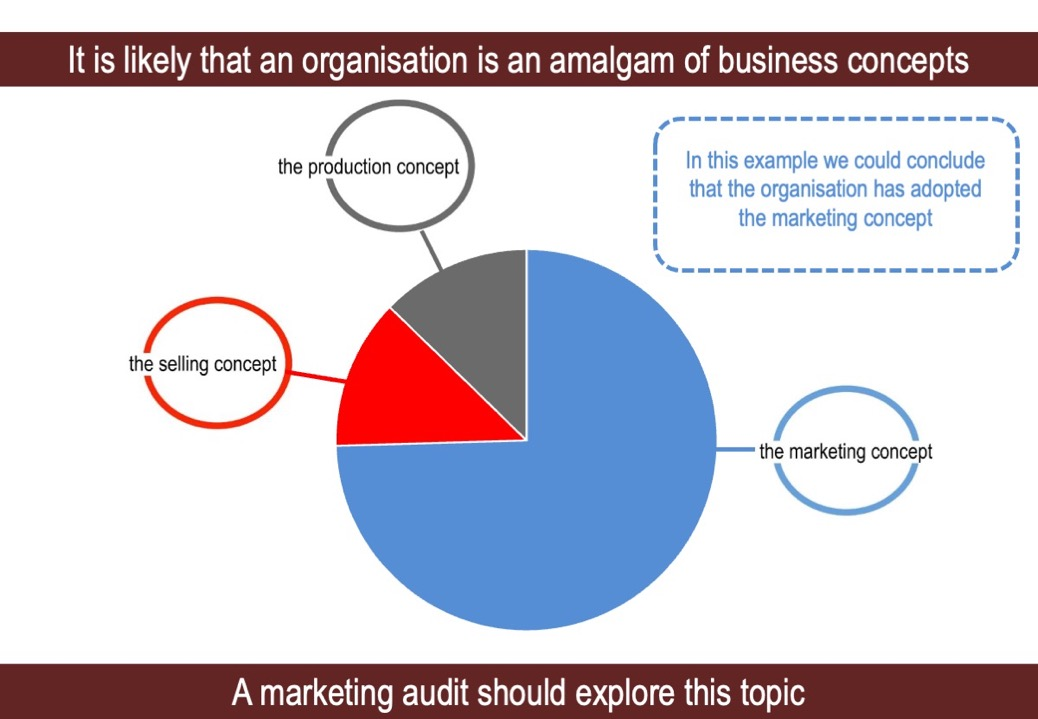 It is likely that an organisation is an amalgam of business concepts
the production concept
In this example we could conclude
that the organisation has adopted
the marketing concept
the selling concept
the marketing concept
A marketing audit should explore this topic